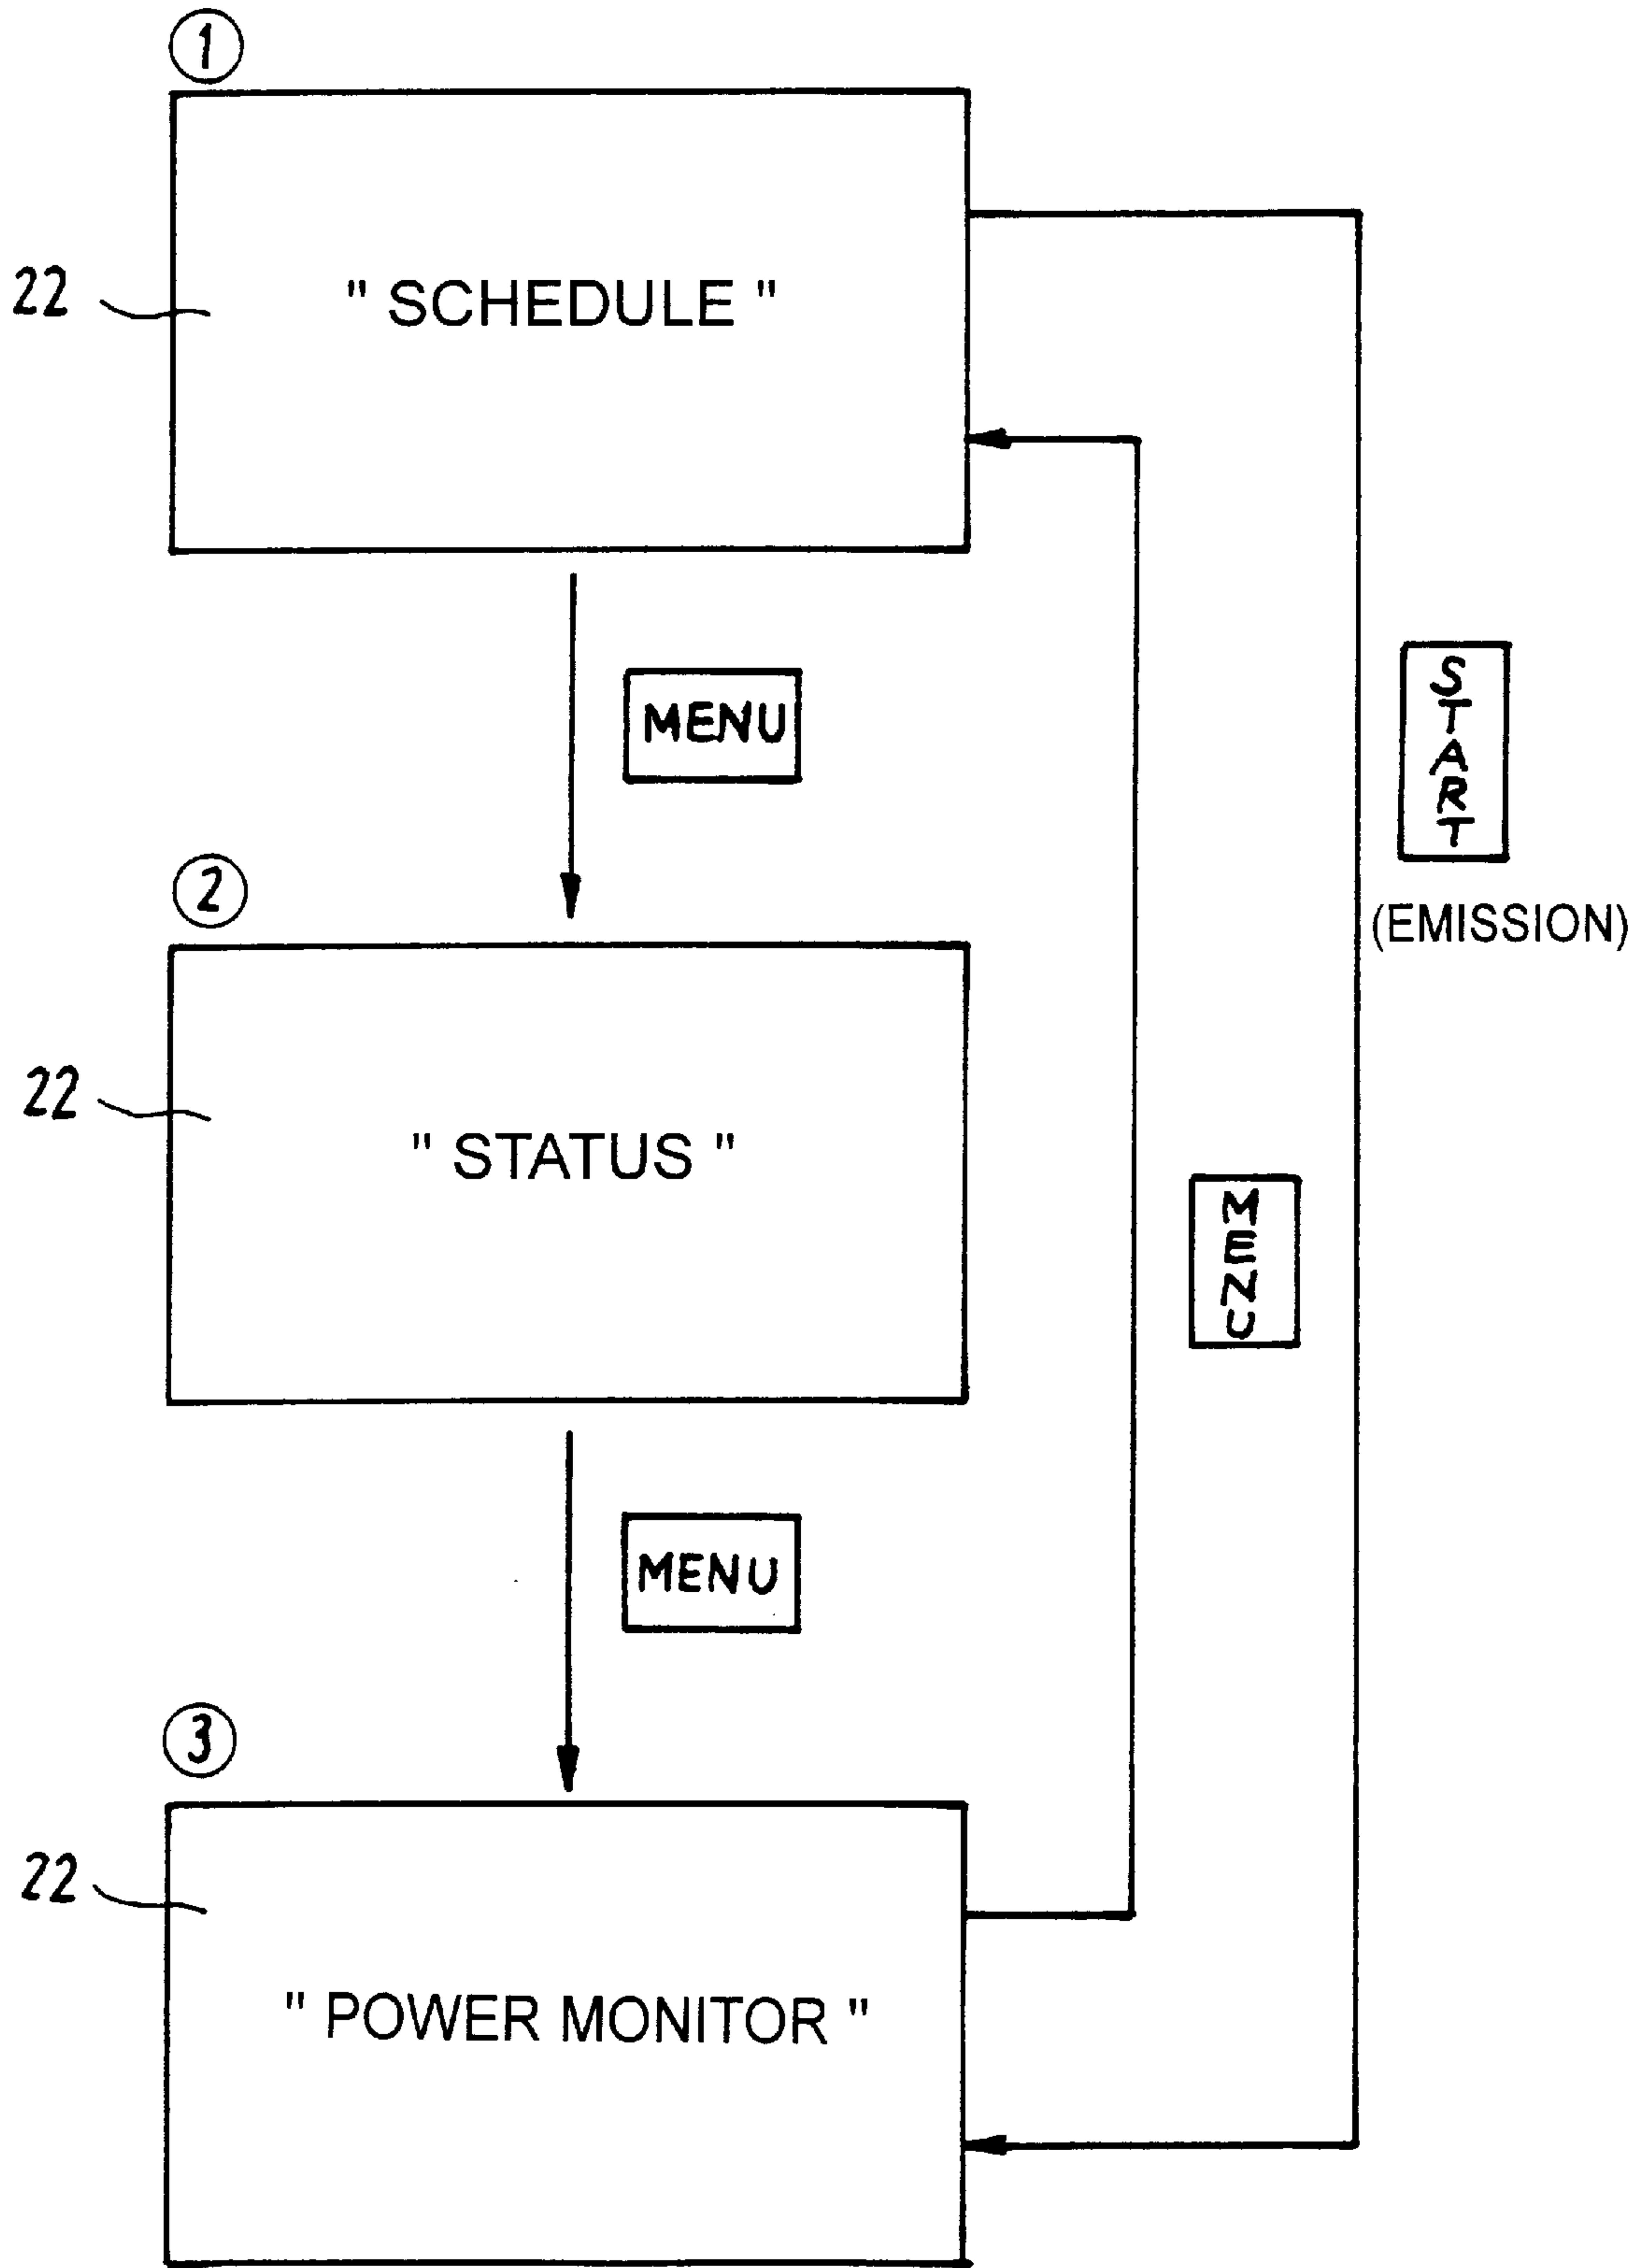 1
22
" SCHEDULE "
MENU
START
(EMISSION)
2
22
" STATUS "
MENU
MENU
3
22
" POWER MONITOR "